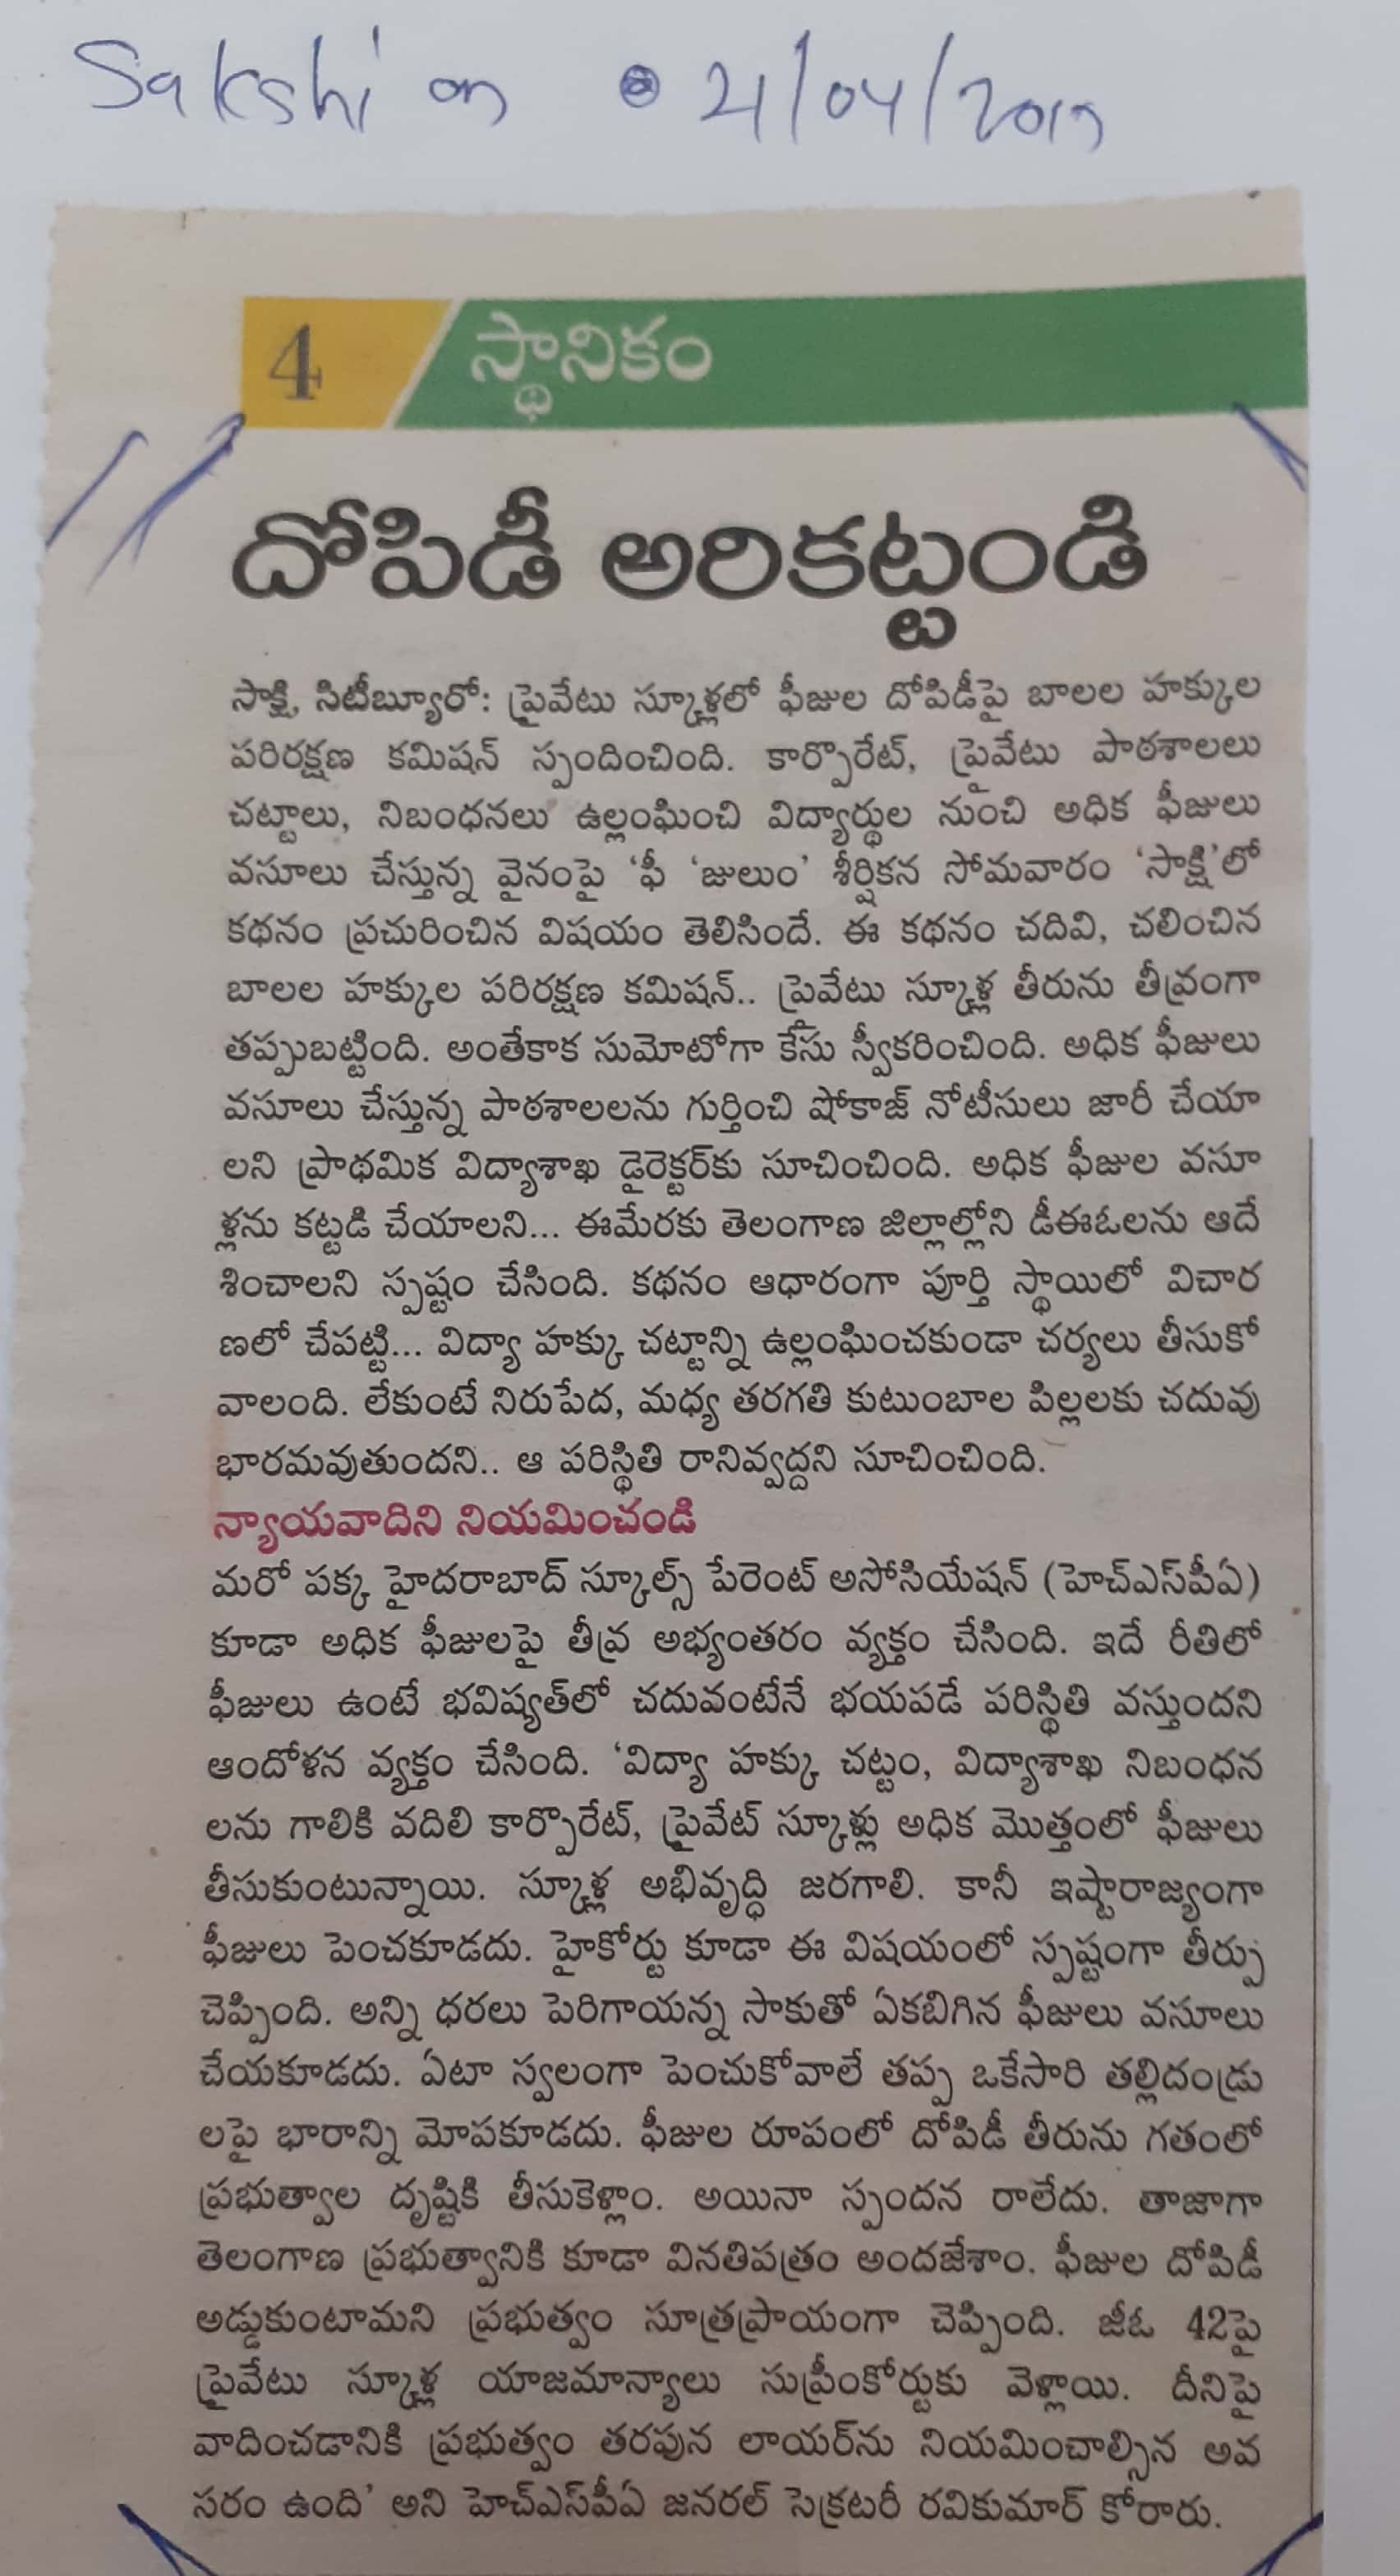 Sakshi on 21/04/2015
4 స్థానికం
దోపిడీ అరికట్టండి
సాక్షి, సిటీబ్యూరో: ప్రైవేటు స్కూళ్లలో ఫీజుల దోపిడీపై బాలల హక్కుల
పరిరక్షణ కమిషన్ స్పందించింది. కార్పొరేట్, ప్రైవేటు పాఠశాలలు
చట్టాలు, నిబంధనలు ఉల్లంఘించి విద్యార్థుల నుంచి అధిక ఫీజులు
వసూలు చేస్తున్న వైనంపై ‘ఫీ ‘జులుం’ శీర్షికన సోమవారం ‘సాక్షి’లో
కథనం ప్రచురించిన విషయం తెలిసిందే. ఈ కథనం చదివి, చలించిన
బాలల హక్కుల పరిరక్షణ కమిషన్.. ప్రైవేటు స్కూళ్ల తీరును తీవ్రంగా
తప్పుబట్టింది. అంతేకాక సుమోటోగా కేసు స్వీకరించింది. అధిక ఫీజులు
వసూలు చేస్తున్న పాఠశాలలను గుర్తించి షోకాజ్ నోటీసులు జారీ చేయా
లని ప్రాథమిక విద్యాశాఖ డైరెక్టర్‌కు సూచించింది. అధిక ఫీజుల వసూ
ళ్లను కట్టడి చేయాలని... ఈమేరకు తెలంగాణ జిల్లాల్లోని డీఈఓలను ఆదే
శించాలని స్పష్టం చేసింది. కథనం ఆధారంగా పూర్తి స్థాయిలో విచార
ణలో చేపట్టి... విద్యా హక్కు చట్టాన్ని ఉల్లంఘించకుండా చర్యలు తీసుకో
వాలంది. లేకుంటే నిరుపేద, మధ్య తరగతి కుటుంబాల పిల్లలకు చదువు
భారమవుతుందని.. ఆ పరిస్థితి రానివ్వద్దని సూచించింది.
న్యాయవాదిని నియమించండి
మరో పక్క హైదరాబాద్ స్కూల్స్ పేరెంట్ అసోసియేషన్ (హెచ్ఎస్‌పీఏ)
కూడా అధిక ఫీజులపై తీవ్ర అభ్యంతరం వ్యక్తం చేసింది. ఇదే రీతిలో
ఫీజులు ఉంటే భవిష్యత్‌లో చదువంటేనే భయపడే పరిస్థితి వస్తుందని
ఆందోళన వ్యక్తం చేసింది. ‘విద్యా హక్కు చట్టం, విద్యాశాఖ నిబంధన
లను గాలికి వదిలి కార్పొరేట్, ప్రైవేట్ స్కూళ్లు అధిక మొత్తంలో ఫీజులు
తీసుకుంటున్నాయి. స్కూళ్ల అభివృద్ధి జరగాలి. కానీ ఇష్టారాజ్యంగా
ఫీజులు పెంచకూడదు. హైకోర్టు కూడా ఈ విషయంలో స్పష్టంగా తీర్పు
చెప్పింది. అన్ని ధరలు పెరిగాయన్న సాకుతో ఏకబిగిన ఫీజులు వసూలు
చేయకూడదు. ఏటా స్వలంగా పెంచుకోవాలే తప్ప ఒకేసారి తల్లిదండ్రు
లపై భారాన్ని మోపకూడదు. ఫీజుల రూపంలో దోపిడీ తీరును గతంలో
ప్రభుత్వాల దృష్టికి తీసుకెళ్లాం. అయినా స్పందన రాలేదు. తాజాగా
తెలంగాణ ప్రభుత్వానికి కూడా వినతిపత్రం అందజేశాం. ఫీజుల దోపిడీ
అడ్డుకుంటామని ప్రభుత్వం సూత్రప్రాయంగా చెప్పింది. జీఓ 42పై
ప్రైవేటు స్కూళ్ల యాజమాన్యాలు సుప్రీంకోర్టుకు వెళ్లాయి. దీనిపై
వాదించడానికి ప్రభుత్వం తరపున లాయర్‌ను నియమించాల్సిన అవ
సరం ఉంది’ అని హెచ్ఎస్‌పీఏ జనరల్ సెక్రటరీ రవికుమార్ కోరారు.